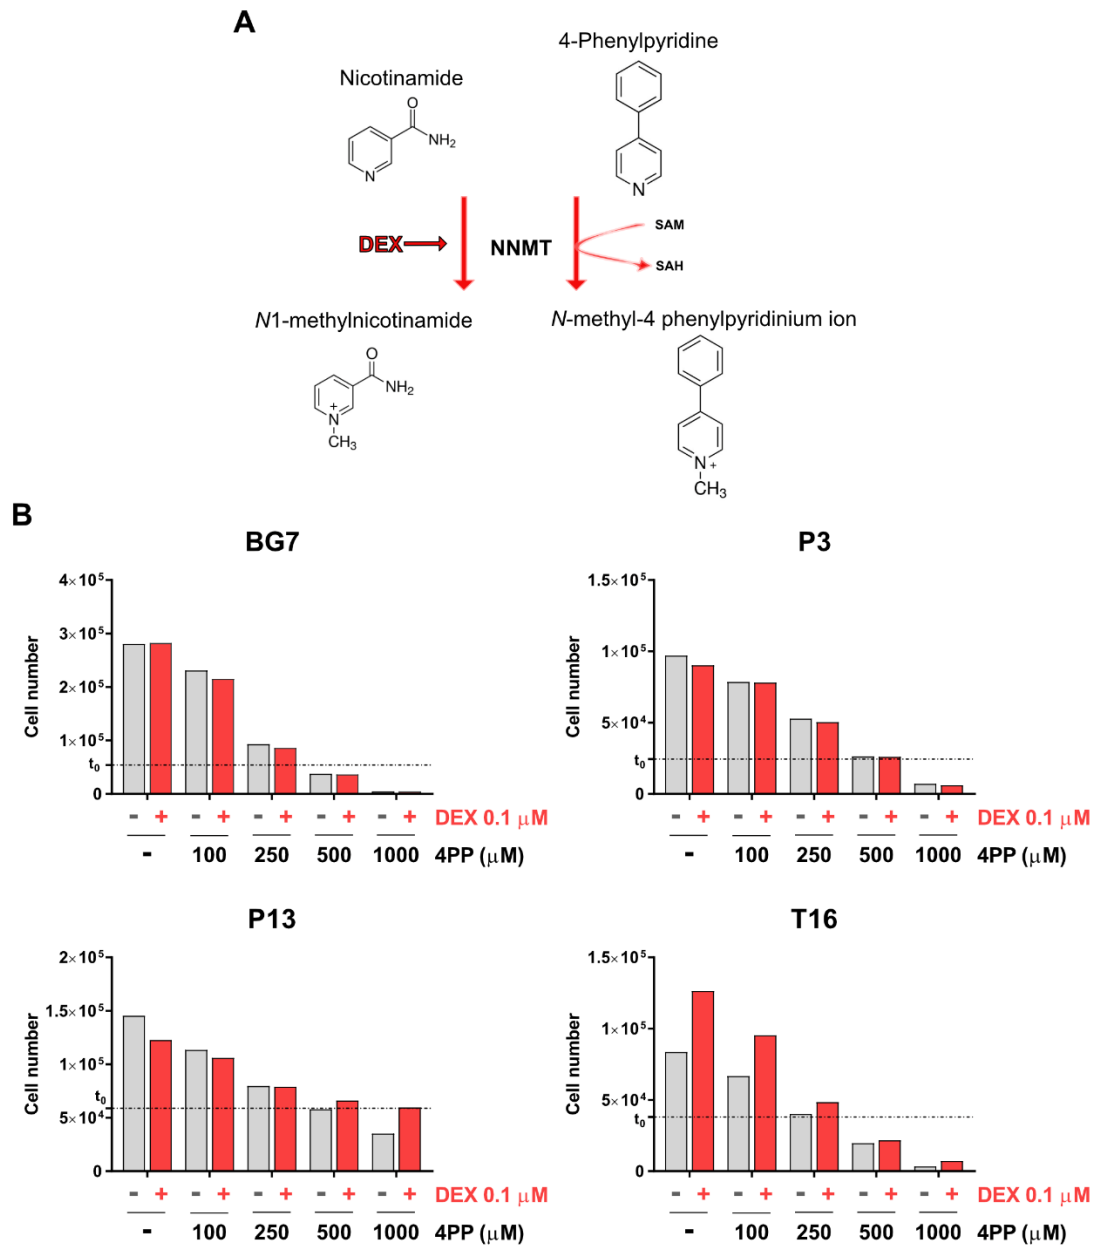 A
4-Phenylpyridine
Nicotinamide
O
NH₂
N
N
DEX
NNMT
SAM
SAH
N1-methylnicotinamide
N-methyl-4 phenylpyridinium ion
O
NH₂
+
N
CH₃
N +
CH₃
B
BG7
Cell number
4×10⁵
3×10⁵
2×10⁵
1×10⁵
t₀
0
- + - + - + - + - + DEX 0.1 μM
- 100 250 500 1000 4PP (μM)
P3
Cell number
1.5×10⁵
1×10⁵
5×10⁴
t₀
0
- + - + - + - + - + DEX 0.1 μM
- 100 250 500 1000 4PP (μM)
P13
Cell number
2×10⁵
1.5×10⁵
1×10⁵
t₀
5×10⁴
0
- + - + - + - + - + DEX 0.1 μM
- 100 250 500 1000 4PP (μM)
T16
Cell number
1.5×10⁵
1×10⁵
5×10⁴
t₀
0
- + - + - + - + - + DEX 0.1 μM
- 100 250 500 1000 4PP (μM)